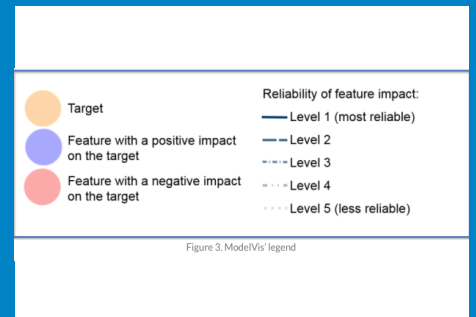 Target
Feature with a positive impact
on the target
Feature with a negative impact
on the target
Reliability of feature impact:
Level 1 (most reliable)
Level 2
Level 3
Level 4
Level 5 (less reliable)
Figure 3. ModelVis' legend